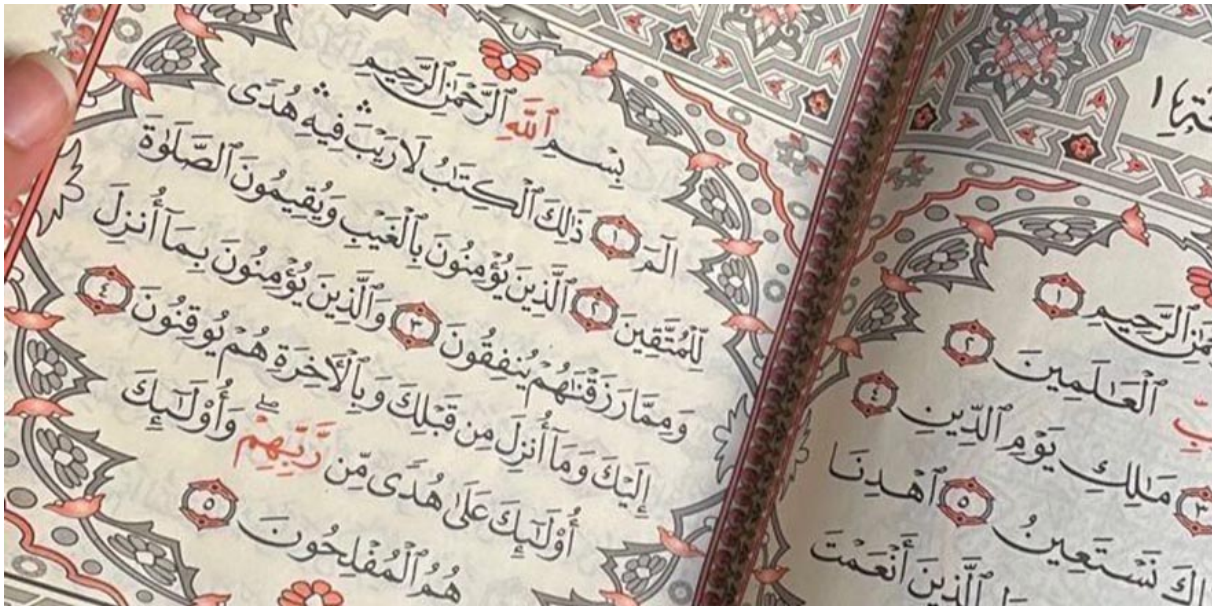 ٱلرَّحِيمِ ١
ٱلْعَٰلَمِينَ ٢
٣ مَٰلِكِ يَوْمِ ٱلدِّينِ ٤
نَسْتَعِينُ ٥ ٱهْدِنَا
ٱلَّذِينَ أَنْعَمْتَ
بِسْمِ ٱللَّهِ ٱلرَّحْمَٰنِ ٱلرَّحِيمِ
الٓمٓ ١ ذَٰلِكَ ٱلْكِتَٰبُ لَا رَيْبَ ۛ فِيهِ ۛ هُدًى
لِّلْمُتَّقِينَ ٢ ٱلَّذِينَ يُؤْمِنُونَ بِٱلْغَيْبِ وَيُقِيمُونَ ٱلصَّلَوٰةَ
وَمِمَّا رَزَقْنَٰهُمْ يُنفِقُونَ ٣ وَٱلَّذِينَ يُؤْمِنُونَ بِمَآ أُنزِلَ
إِلَيْكَ وَمَآ أُنزِلَ مِن قَبْلِكَ وَبِٱلْأَخِرَةِ هُمْ يُوقِنُونَ ٤
أُو۟لَٰٓئِكَ عَلَىٰ هُدًى مِّن رَّبِّهِمْ ۖ وَأُو۟لَٰٓئِكَ
هُمُ ٱلْمُفْلِحُونَ ٥